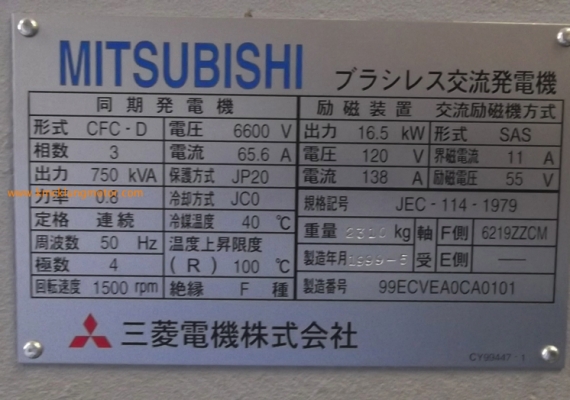 MITSUBISHI ブラシレス交流発電機
同期発電機 励磁装置 交流励磁機方式
形式 CFC-D 電圧 6600 V 出力 16.5 kW 形式 SAS
相数 3 電流 65.6 A 電圧 120 V 界磁電流 11 A
出力 750 kVA 保護方式 JP20 電流 138 A 励磁電圧 55 V
力率 0.8 冷却方式 JC0 規格記号 JEC-114-1979
定格 連続 冷媒温度 40 ℃ 重量 kg 軸受 F側 6219ZZCM
周波数 50 Hz 温度上昇限度 製造年月 1999-5 E側 —
極数 4 (R) 100 ℃
回転速度 1500 rpm 絶縁 F 種 製造番号 99ECVEA0CA0101
三菱電機株式会社
CY99447-1